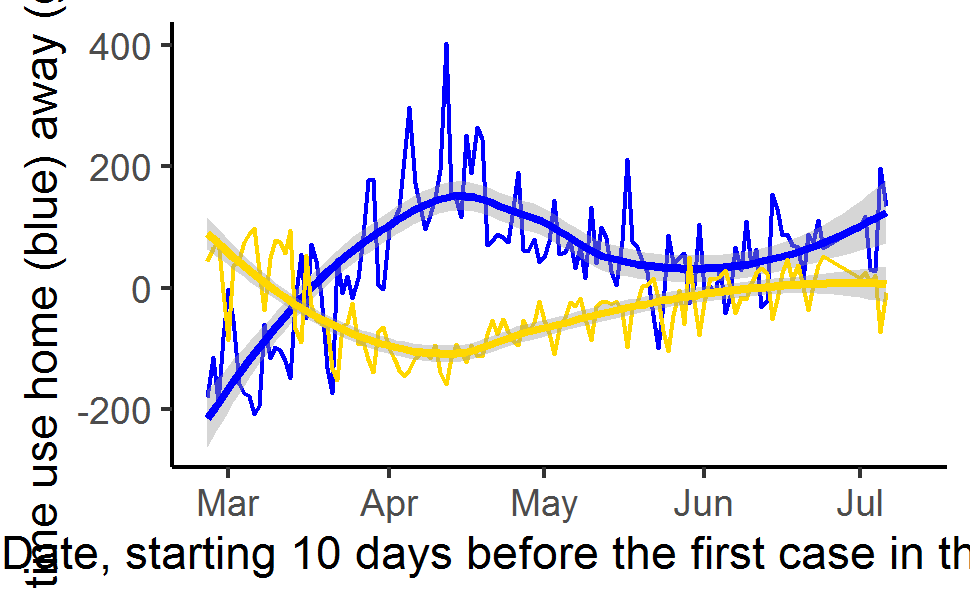 time use home (blue) away (g
400
200
0
-200
Mar Apr May Jun Jul
Date, starting 10 days before the first case in th